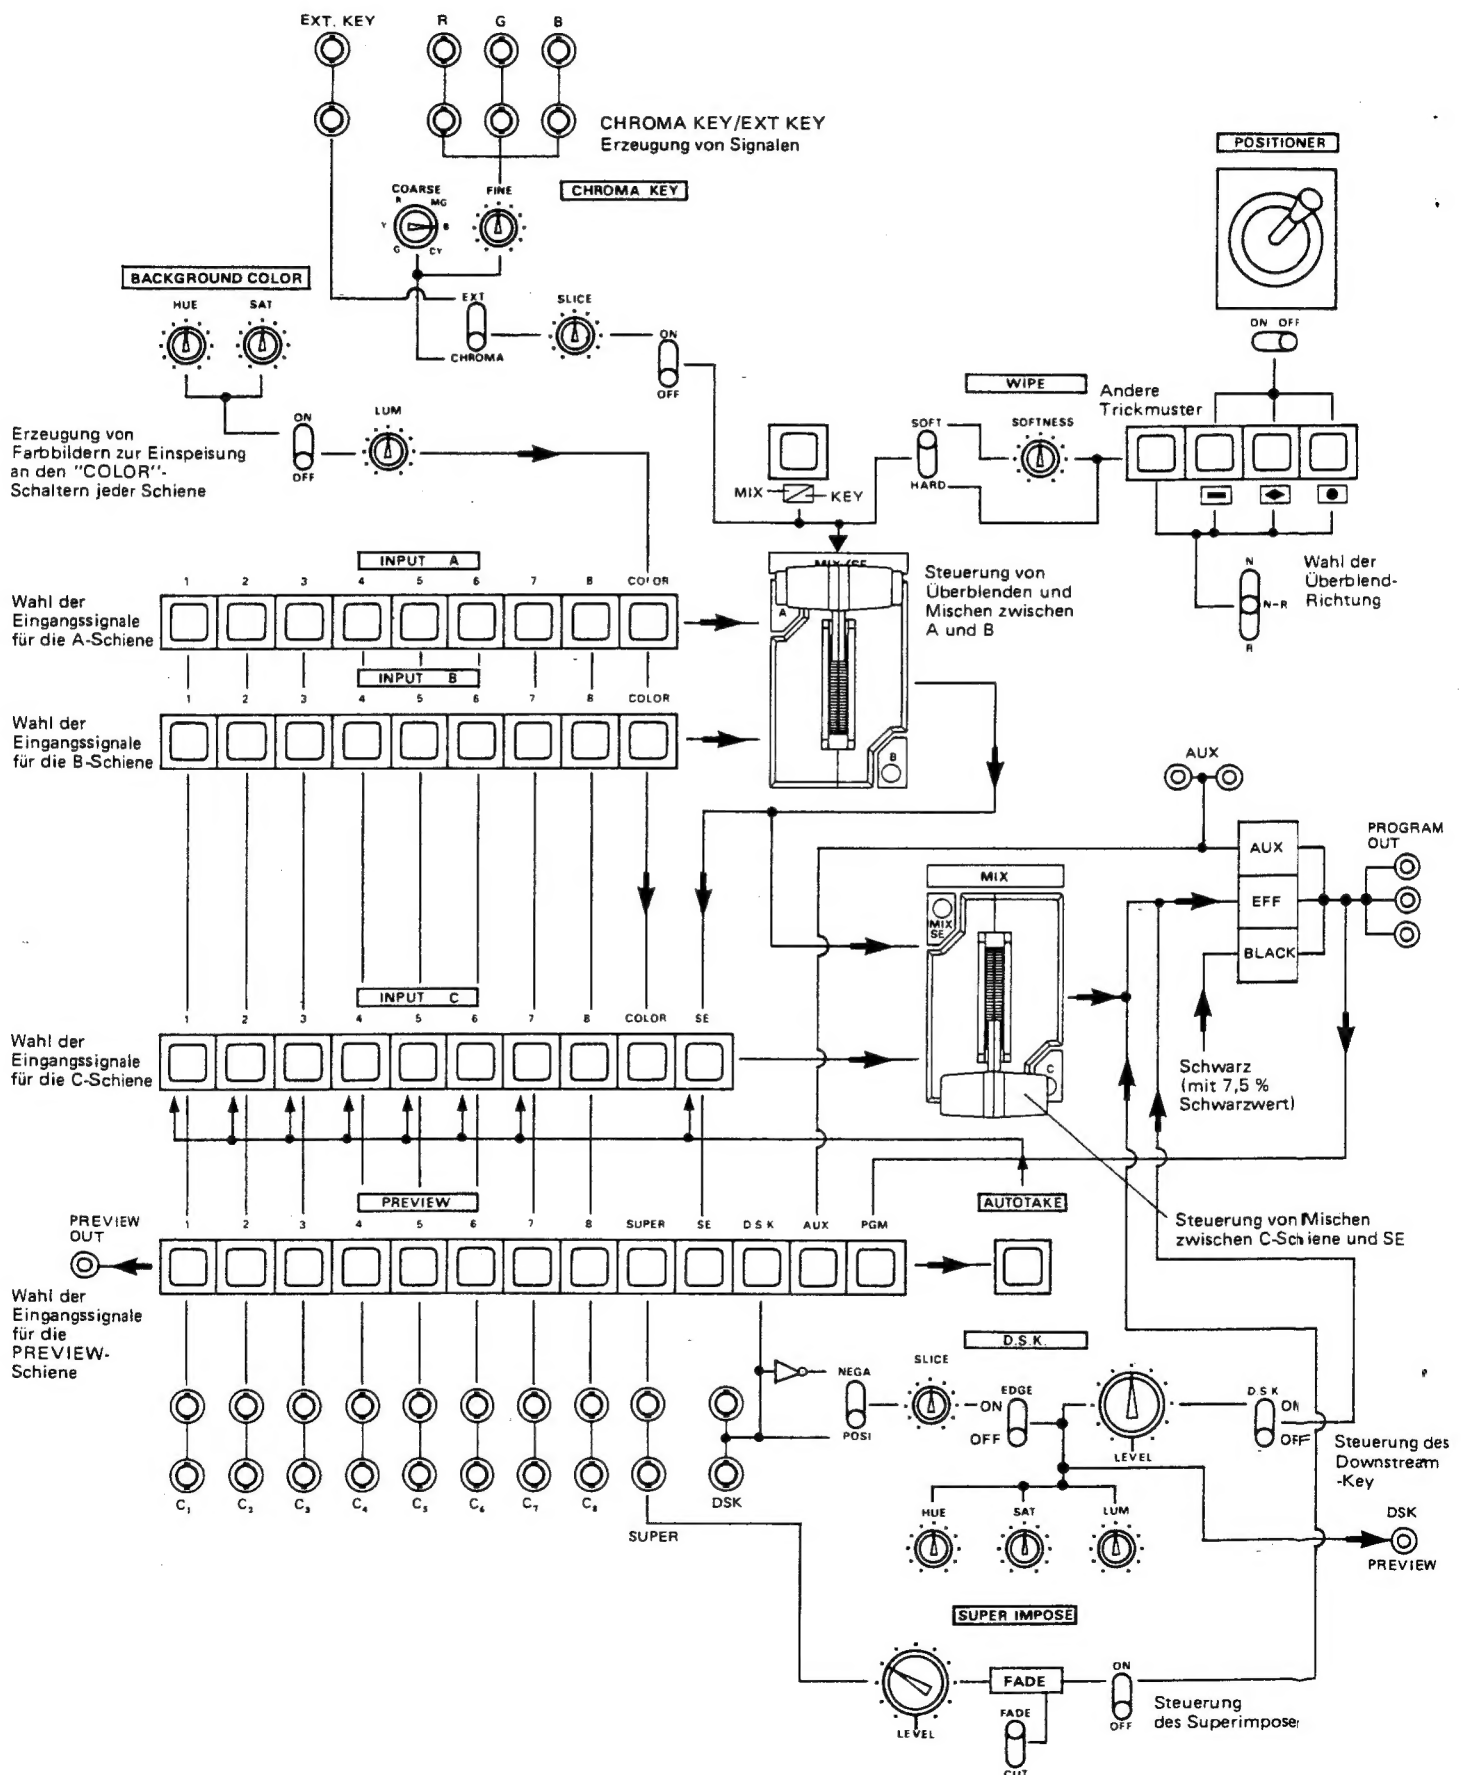 EXT. KEY
R G B
CHROMA KEY/EXT KEY
Erzeugung von Signalen
POSITIONER
ON OFF
COARSE
R MG
Y B
G CY
FINE
CHROMA KEY
BACKGROUND COLOR
HUE SAT
EXT
CHROMA
SLICE
ON
OFF
Erzeugung von
Farbbildern zur Einspeisung
an den "COLOR"-
Schaltern jeder Schiene
ON
OFF
LUM
MIX KEY
WIPE
SOFT
HARD
SOFTNESS
Andere
Trickmuster
N
N-R
R
Wahl der
Überblend-
Richtung
INPUT A
1 2 3 4 5 6 7 8 COLOR
Wahl der
Eingangssignale
für die A-Schiene
MIX/SE
A
B
Steuerung von
Überblenden und
Mischen zwischen
A und B
INPUT B
1 2 3 4 5 6 7 8 COLOR
Wahl der
Eingangssignale
für die B-Schiene
AUX
AUX
EFF
BLACK
PROGRAM
OUT
MIX
MIX
SE
C
Schwarz
(mit 7,5 %
Schwarzwert)
INPUT C
1 2 3 4 5 6 7 8 COLOR SE
Wahl der
Eingangssignale
für die C-Schiene
PREVIEW
1 2 3 4 5 6 7 8 SUPER SE DSK AUX PGM
AUTOTAKE
Steuerung von Mischen
zwischen C-Schiene und SE
PREVIEW
OUT
Wahl der
Eingangssignale
für die
PREVIEW-
Schiene
D.S.K.
NEGA
POSI
SLICE
EDGE
ON
OFF
LEVEL
D.S.K
ON
OFF
Steuerung des
Downstream
-Key
C₁ C₂ C₃ C₄ C₅ C₆ C₇ C₈
SUPER
DSK
HUE SAT LUM
DSK
PREVIEW
SUPER IMPOSE
LEVEL
FADE
FADE
CUT
ON
OFF
Steuerung
des Superimpose